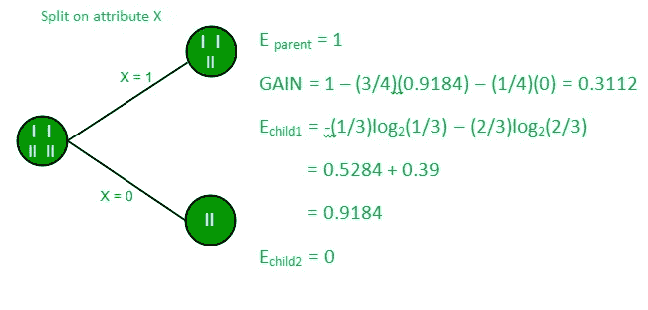 Split on attribute X
E parent = 1
GAIN = 1 – (3/4)(0.9184) – (1/4)(0) = 0.3112
Echild1 = -(1/3)log2(1/3) – (2/3)log2(2/3)
= 0.5284 + 0.39
= 0.9184
Echild2 = 0
I I
II
X = 1
I I
II II
X = 0
II